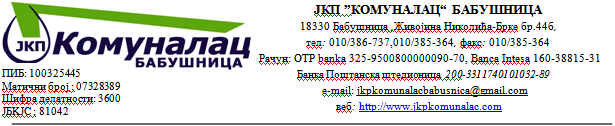 ЈКП Комуналац
БАБУШНИЦА
ПИБ: 100325445
Матични број.: 07328389
Шифра делатности: 3600
ЈБКЈС.: 81042
ЈКП ”КОМУНАЛАЦ“ БАБУШНИЦА
18330 Бабушница, Живојина Николића-Брке бр.44б,
тел: 010/386-737,010/385-364, факс: 010/385-364
Рачун: OTP banka 325-9500800000090-70, Banca Intesa 160-38815-31
Банка Поштанска штедионица 200-3311740101032-89
e-mail: jkpkomunalacbabusnica@gmail.com
веб: http://www.jkpkomunalac.com